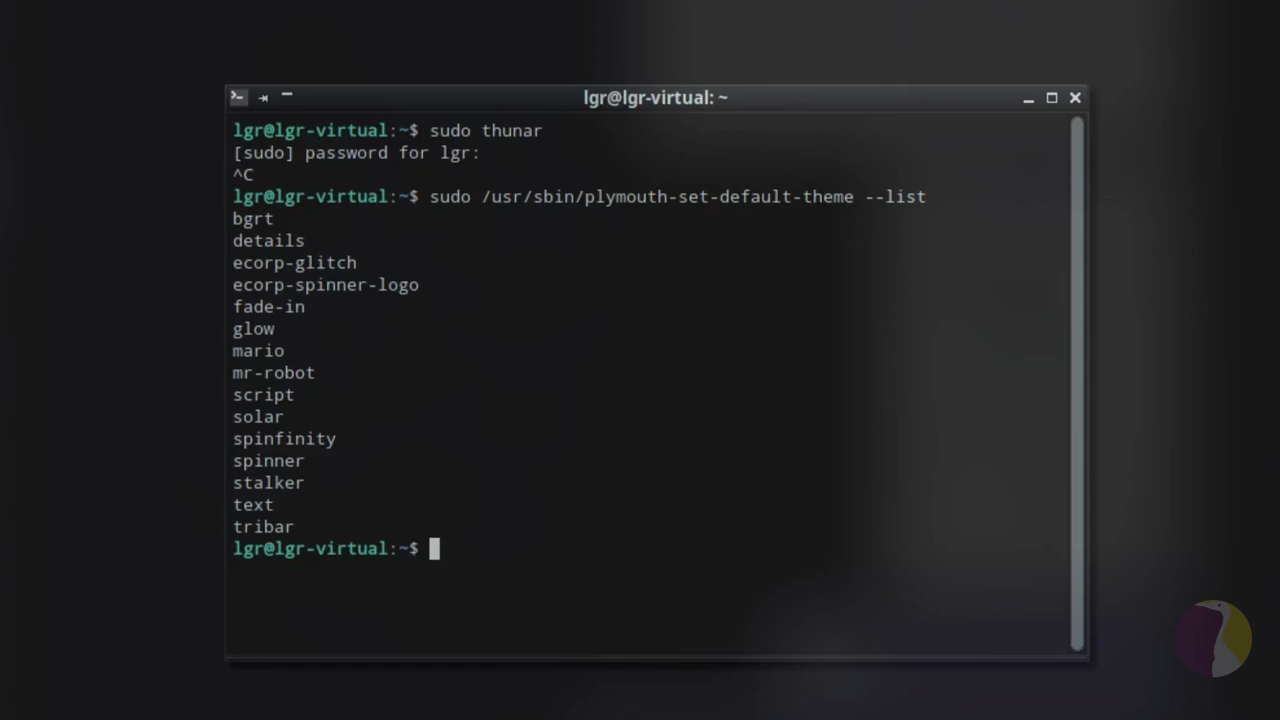 lgr@lgr-virtual: ~
lgr@lgr-virtual:~$ sudo thunar
[sudo] password for lgr:
^C
lgr@lgr-virtual:~$ sudo /usr/sbin/plymouth-set-default-theme --list
bgrt
details
ecorp-glitch
ecorp-spinner-logo
fade-in
glow
mario
mr-robot
script
solar
spinfinity
spinner
stalker
text
tribar
lgr@lgr-virtual:~$